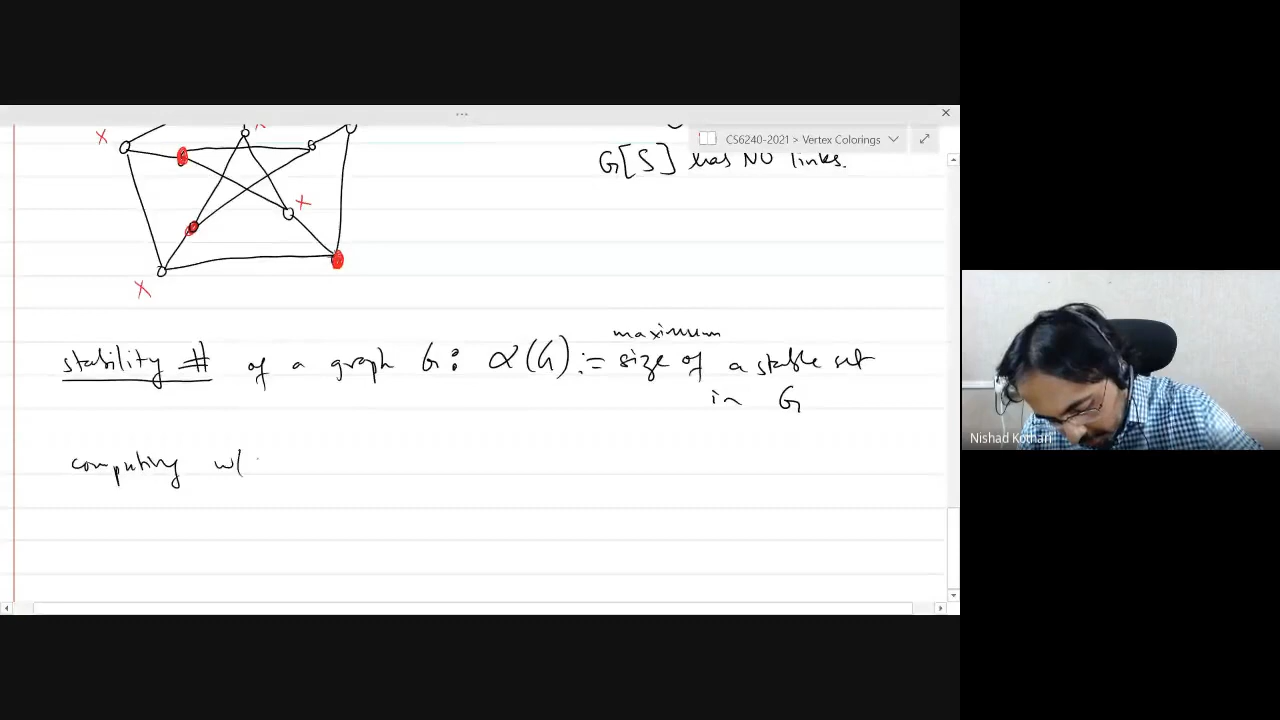 CS6240-2021 > Vertex Colorings
X
X
X
X
G[S] has NO links.
maximum
stability # of a graph G: α(G) := size of a stable set
in G
computing w(
Nishad Kothari